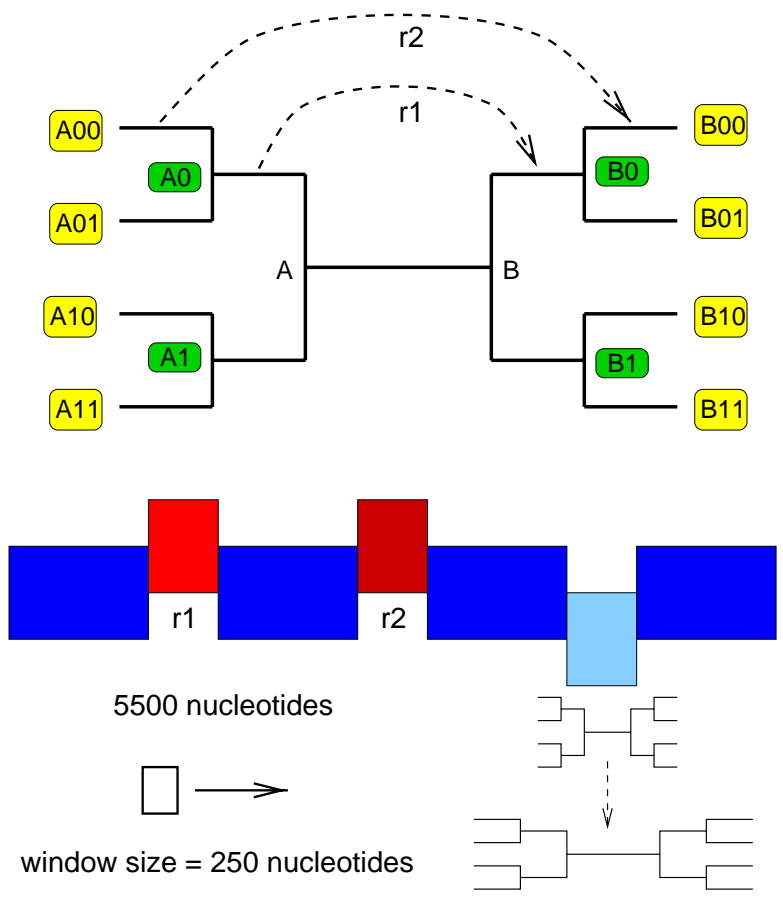 r2
r1
A00
B00
A0
B0
A01
B01
A
B
A10
B10
A1
B1
A11
B11
r1
r2
5500 nucleotides
window size = 250 nucleotides